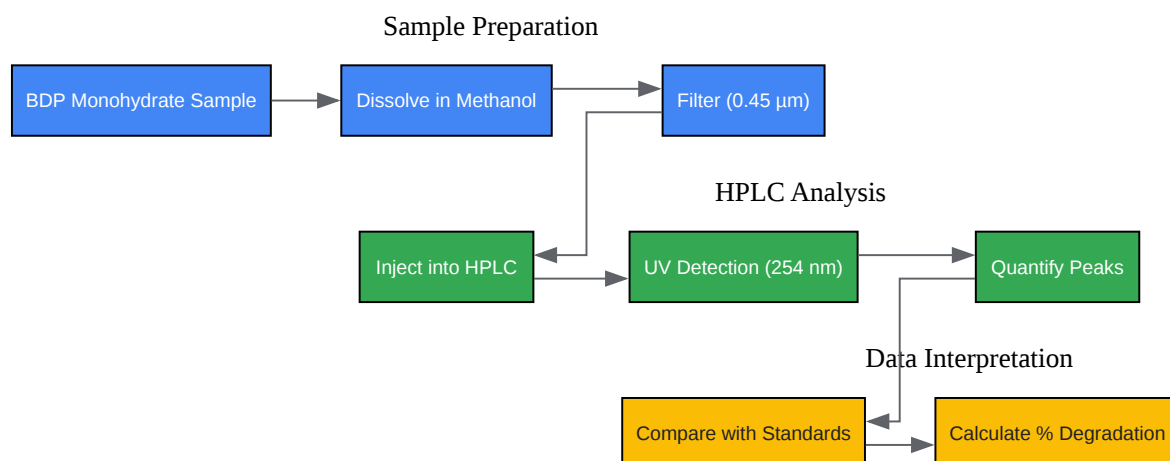 Sample Preparation
BDP Monohydrate Sample
Dissolve in Methanol
Filter (0.45 µm)
HPLC Analysis
Inject into HPLC
UV Detection (254 nm)
Quantify Peaks
Data Interpretation
Compare with Standards
Calculate % Degradation